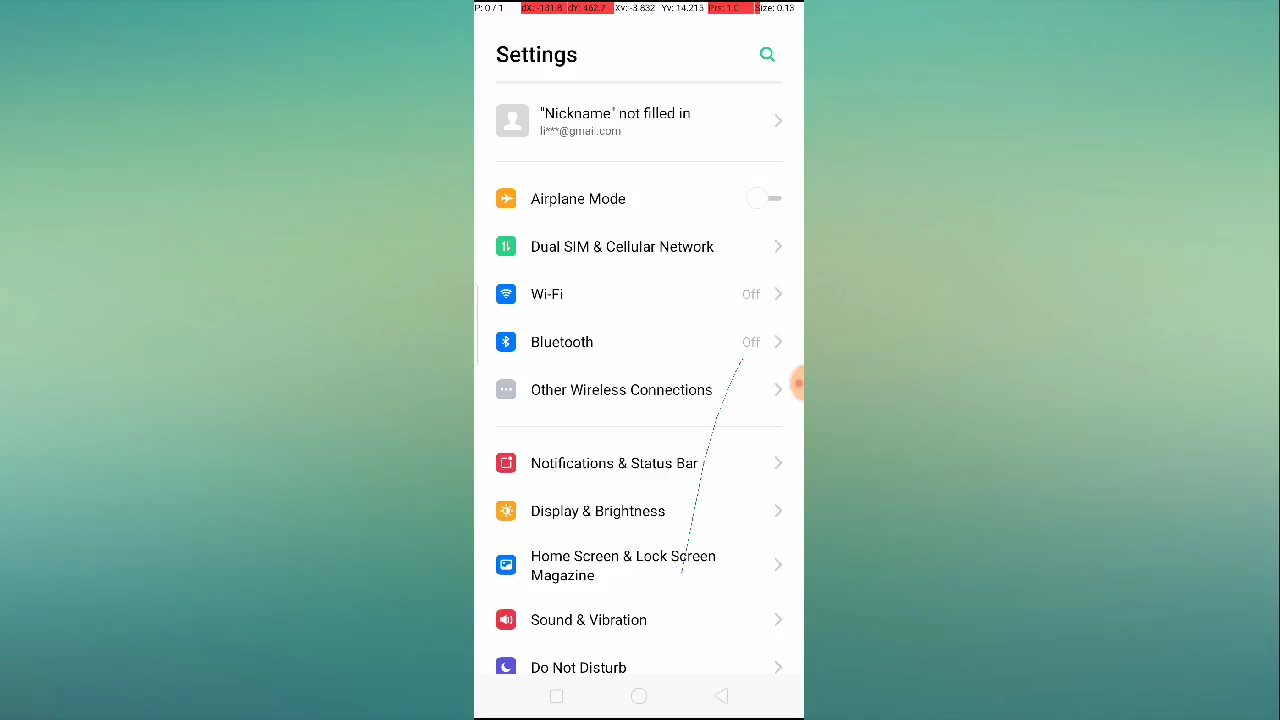 P: 0 / 1 dX: -131.8 dY: 462.7 Xv: -3.832 Yv: 14.215 Prs: 1.0 Size: 0.13
Settings
"Nickname" not filled in
li***@gmail.com
Airplane Mode
Dual SIM & Cellular Network
Wi-Fi Off
Bluetooth Off
Other Wireless Connections
Notifications & Status Bar
Display & Brightness
Home Screen & Lock Screen
Magazine
Sound & Vibration
Do Not Disturb